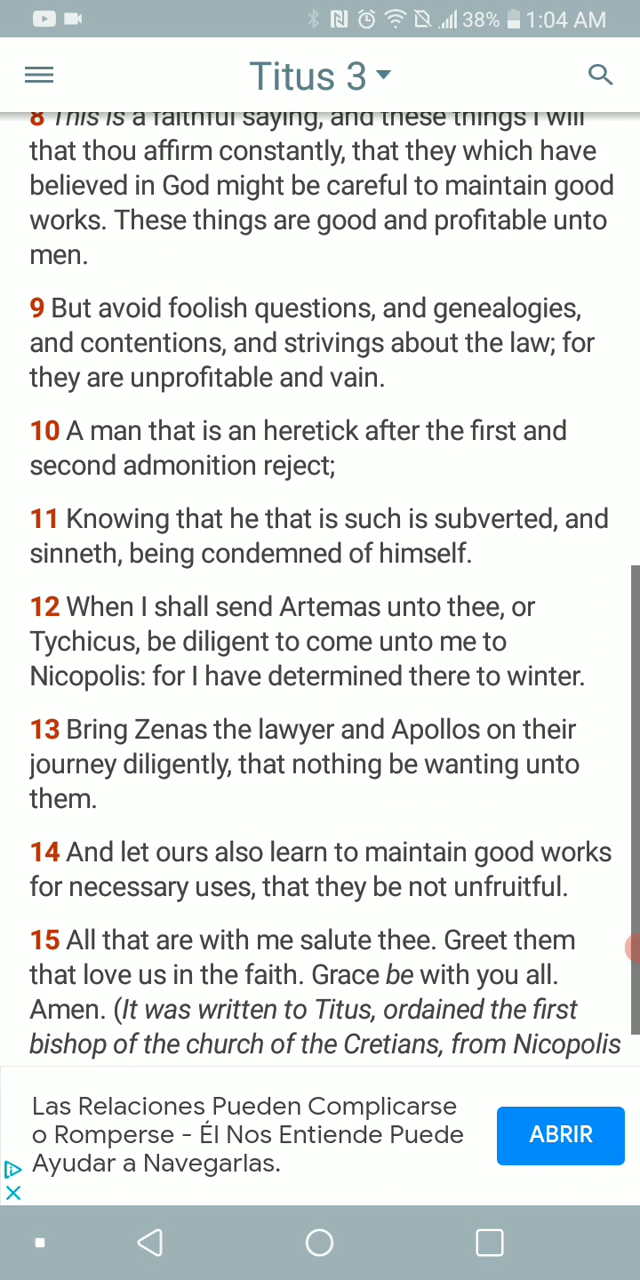 38% 1:04 AM
Titus 3
8 This is a faithful saying, and these things I will
that thou affirm constantly, that they which have
believed in God might be careful to maintain good
works. These things are good and profitable unto
men.
9 But avoid foolish questions, and genealogies,
and contentions, and strivings about the law; for
they are unprofitable and vain.
10 A man that is an heretick after the first and
second admonition reject;
11 Knowing that he that is such is subverted, and
sinneth, being condemned of himself.
12 When I shall send Artemas unto thee, or
Tychicus, be diligent to come unto me to
Nicopolis: for I have determined there to winter.
13 Bring Zenas the lawyer and Apollos on their
journey diligently, that nothing be wanting unto
them.
14 And let ours also learn to maintain good works
for necessary uses, that they be not unfruitful.
15 All that are with me salute thee. Greet them
that love us in the faith. Grace be with you all.
Amen. (It was written to Titus, ordained the first
bishop of the church of the Cretians, from Nicopolis
Las Relaciones Pueden Complicarse
o Romperse - Él Nos Entiende Puede
Ayudar a Navegarlas.
ABRIR